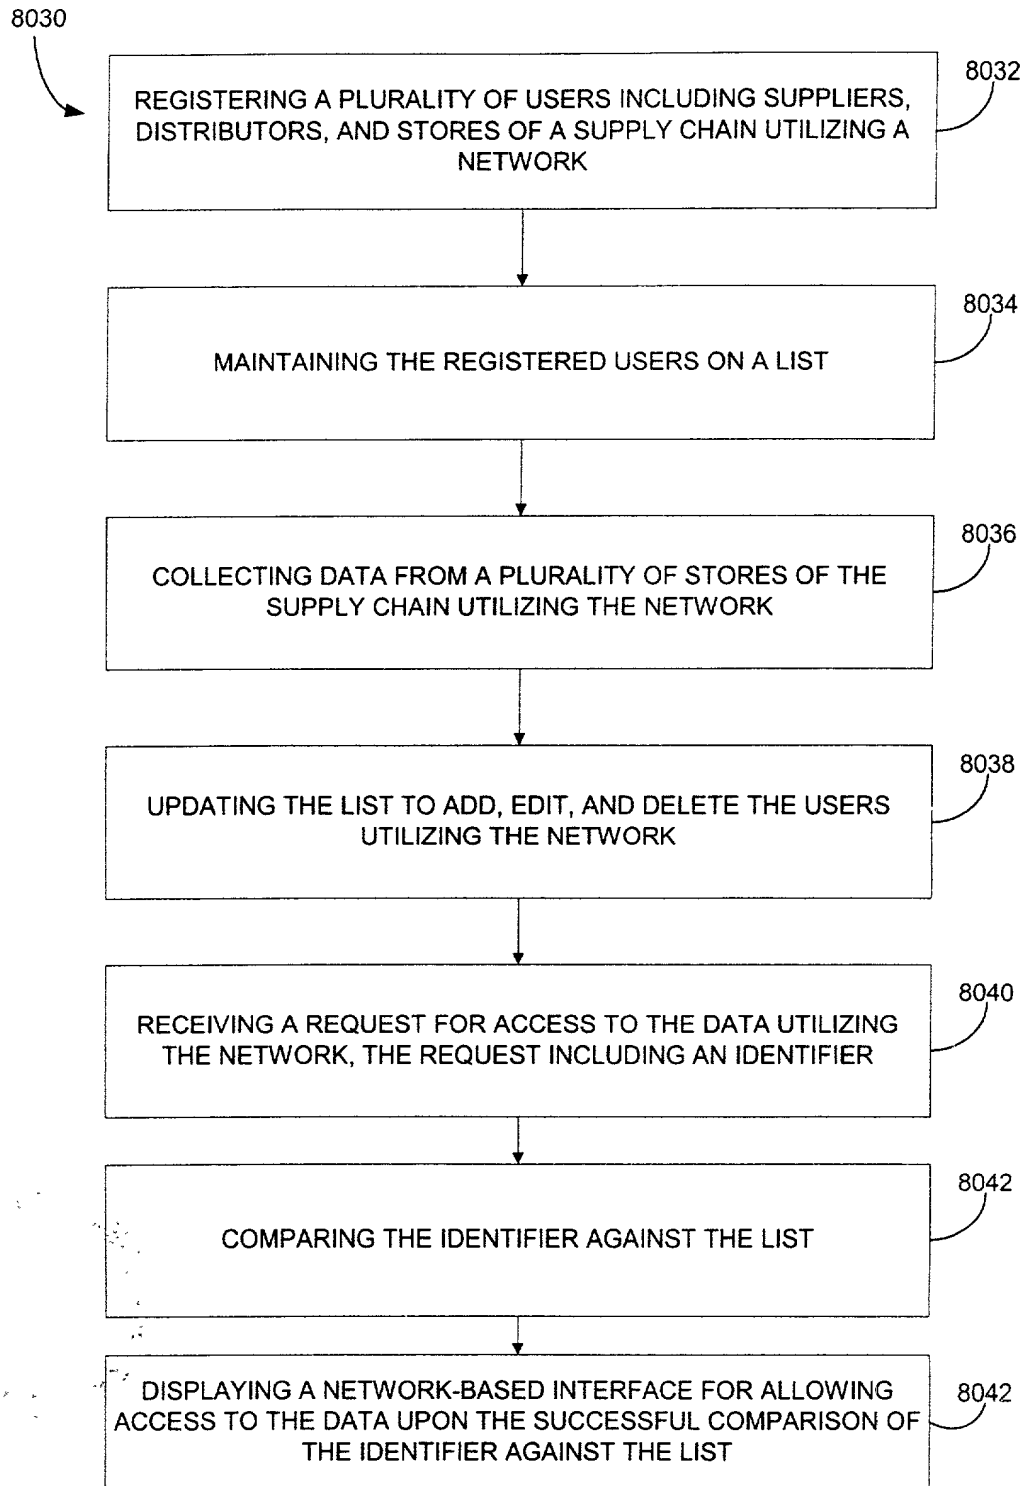 8030
8032
REGISTERING A PLURALITY OF USERS INCLUDING SUPPLIERS,
DISTRIBUTORS, AND STORES OF A SUPPLY CHAIN UTILIZING A
NETWORK
8034
MAINTAINING THE REGISTERED USERS ON A LIST
8036
COLLECTING DATA FROM A PLURALITY OF STORES OF THE
SUPPLY CHAIN UTILIZING THE NETWORK
8038
UPDATING THE LIST TO ADD, EDIT, AND DELETE THE USERS
UTILIZING THE NETWORK
8040
RECEIVING A REQUEST FOR ACCESS TO THE DATA UTILIZING
THE NETWORK, THE REQUEST INCLUDING AN IDENTIFIER
8042
COMPARING THE IDENTIFIER AGAINST THE LIST
8042
DISPLAYING A NETWORK-BASED INTERFACE FOR ALLOWING
ACCESS TO THE DATA UPON THE SUCCESSFUL COMPARISON OF
THE IDENTIFIER AGAINST THE LIST